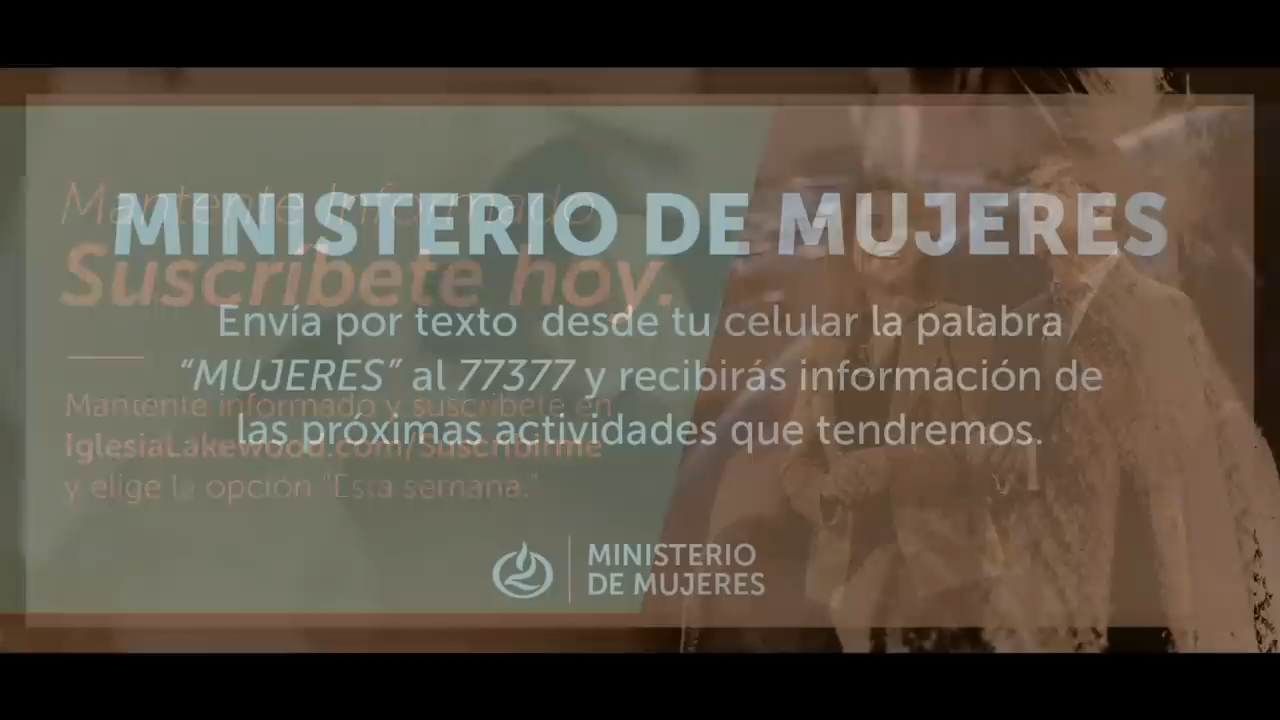 MINISTERIO DE MUJERES
Envía por texto desde tu celular la palabra
“MUJERES” al 77377 y recibirás información de
las próximas actividades que tendremos.
MINISTERIO
DE MUJERES
Mantente Informado
Suscríbete hoy.
Mantente informado y suscríbete en
IglesiaLakewood.com/Suscribirme
y elige la opción "Esta semana."